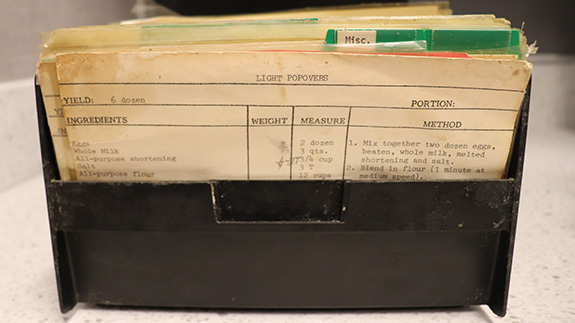 Misc.
LIGHT POPOVERS
YIELD: 6 dozen PORTION:
INGREDIENTS WEIGHT MEASURE METHOD
Eggs 2 dozen 1. Mix together two dozen eggs,
Whole Milk 3 qts. beaten, whole milk, melted
All-purpose shortening 3/4 cup shortening and salt.
Salt 3 T 2. Blend in flour (1 minute at
All-purpose flour 12 cups medium speed).